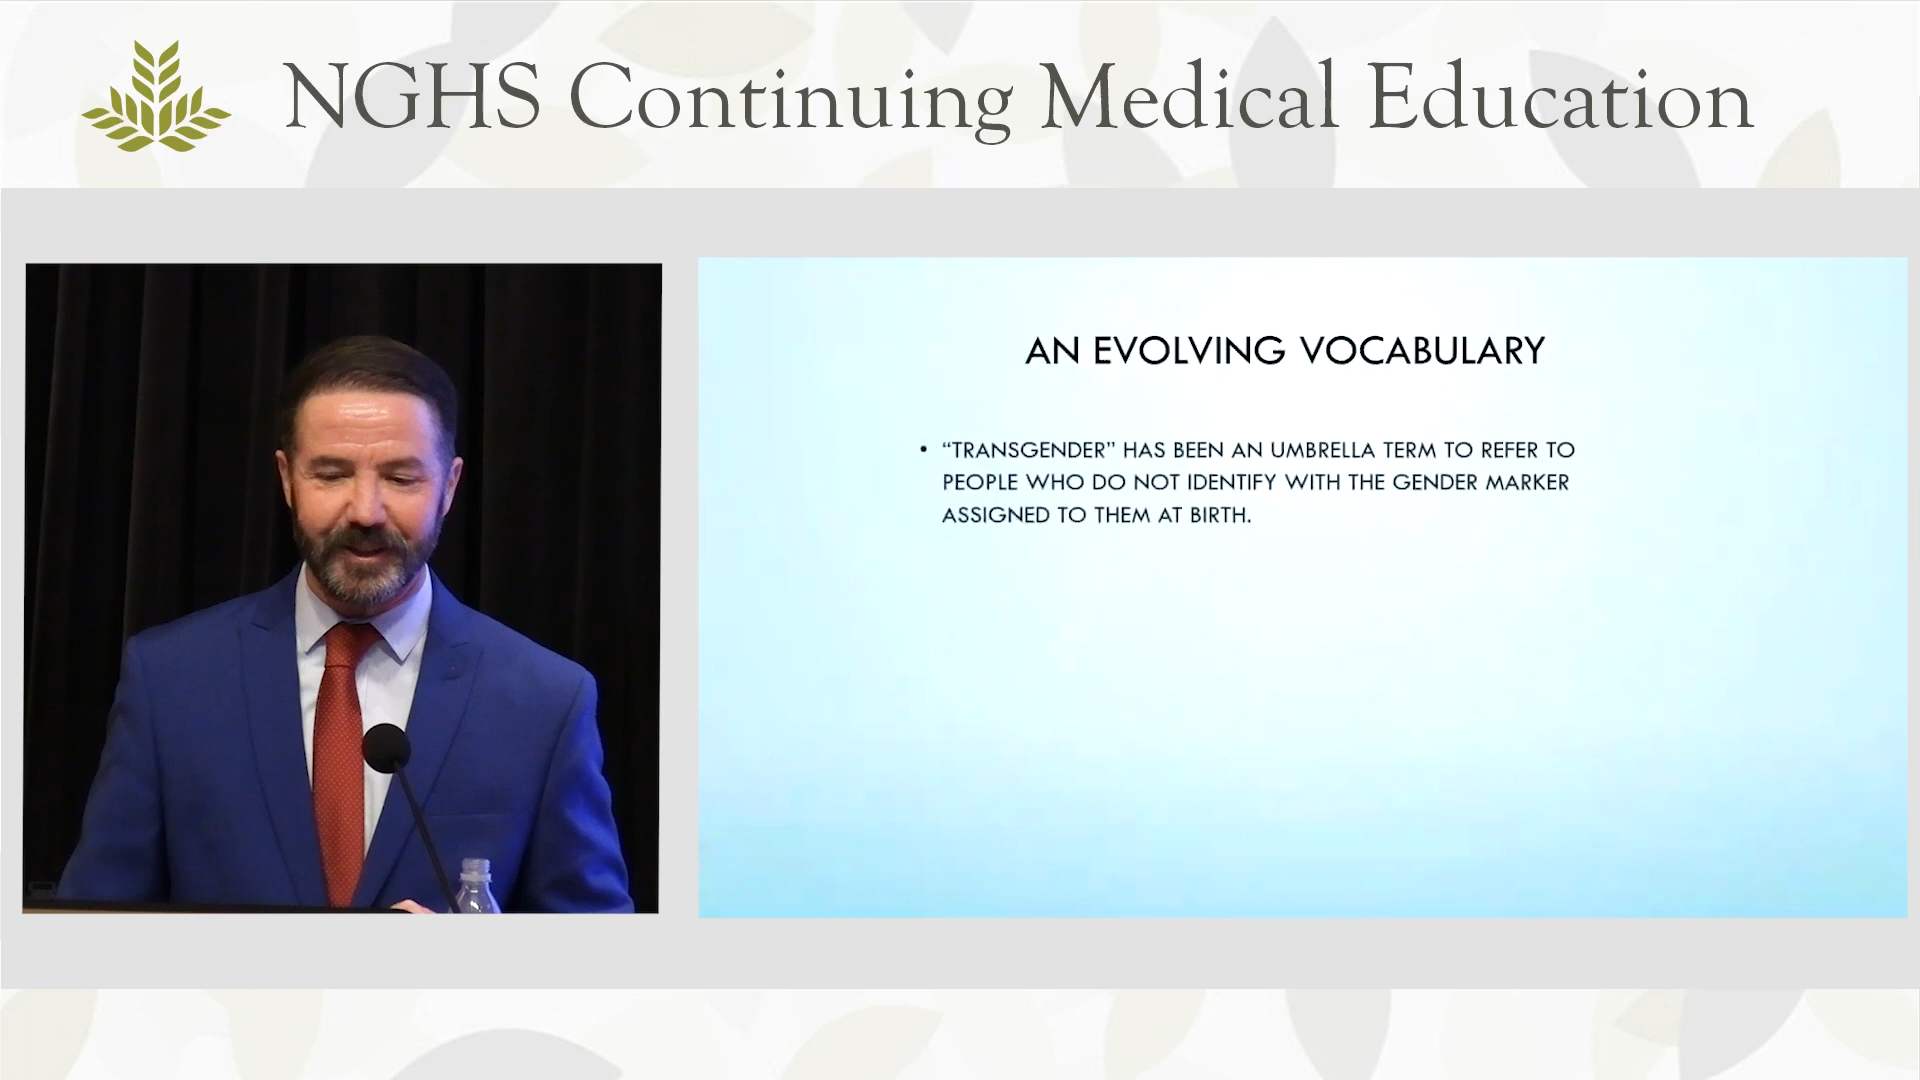 NGHS Continuing Medical Education
AN EVOLVING VOCABULARY
• “TRANSGENDER” HAS BEEN AN UMBRELLA TERM TO REFER TO
PEOPLE WHO DO NOT IDENTIFY WITH THE GENDER MARKER
ASSIGNED TO THEM AT BIRTH.